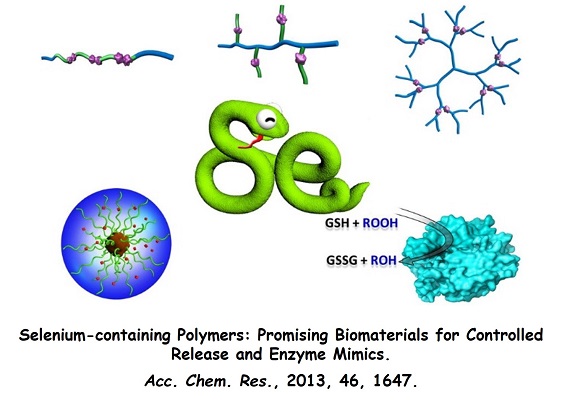 Se
GSH + ROOH
GSSG + ROH
Selenium-containing Polymers: Promising Biomaterials for Controlled
Release and Enzyme Mimics.
Acc. Chem. Res., 2013, 46, 1647.